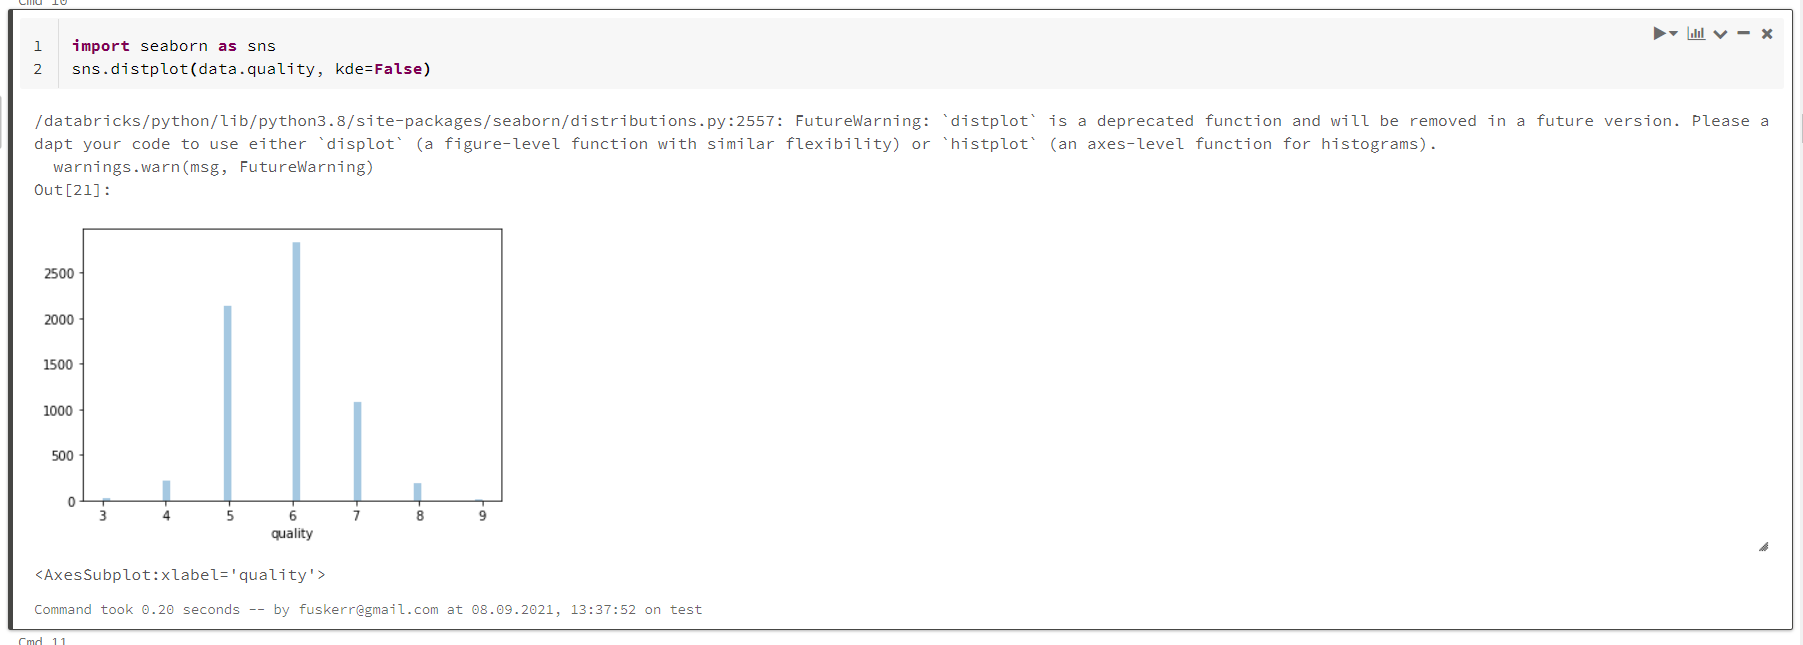 Cmd 10
1 import seaborn as sns
2 sns.distplot(data.quality, kde=False)
/databricks/python/lib/python3.8/site-packages/seaborn/distributions.py:2557: FutureWarning: `distplot` is a deprecated function and will be removed in a future version. Please a
dapt your code to use either `displot` (a figure-level function with similar flexibility) or `histplot` (an axes-level function for histograms).
  warnings.warn(msg, FutureWarning)
Out[21]:
2500
2000
1500
1000
500
0
3 4 5 6 7 8 9
quality
<AxesSubplot:xlabel='quality'>
Command took 0.20 seconds -- by fuskerr@gmail.com at 08.09.2021, 13:37:52 on test
Cmd 11